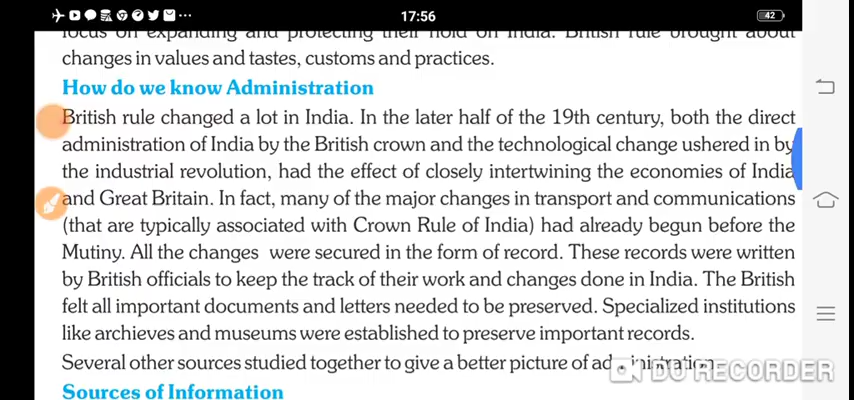 17:56
42
focus on expanding and protecting their hold on India. British rule brought about
changes in values and tastes, customs and practices.
How do we know Administration
British rule changed a lot in India. In the later half of the 19th century, both the direct
administration of India by the British crown and the technological change ushered in by
the industrial revolution, had the effect of closely intertwining the economies of India
and Great Britain. In fact, many of the major changes in transport and communications
(that are typically associated with Crown Rule of India) had already begun before the
Mutiny. All the changes were secured in the form of record. These records were written
by British officials to keep the track of their work and changes done in India. The British
felt all important documents and letters needed to be preserved. Specialized institutions
like archieves and museums were established to preserve important records.
Several other sources studied together to give a better picture of administration
DU RECORDER
Sources of Information